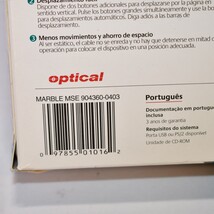 Dispone de dos botones adicionales para desplazarse por la página en
sentido vertical. Pulse los botones grandes simultáneamente y use la bola para
desplazamientos automáticos. Diga adiós a las barras de
desplazamiento.
3 Menos movimientos y ahorro de espacio
Al ser estático, el cable no se enreda y no hay que detenerse en mitad de
operación para colocar el dispositivo en una posición adecuada.
optical
MARBLE MSE 904360-0403
0 97855 01016 2
Português
Documentação em português
inclusa
3 anos de garantia
Requisitos do sistema
Porta USB ou PS/2 disponível
Unidade de CD-ROM